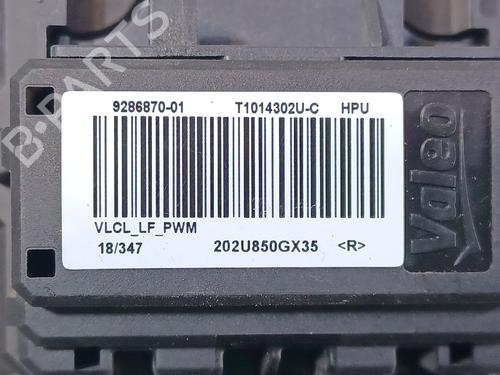 B-PARTS
9286870-01 T1014302U-C HPU
VLCL_LF_PWM
18/347 202U850GX35 <R>
Valeo